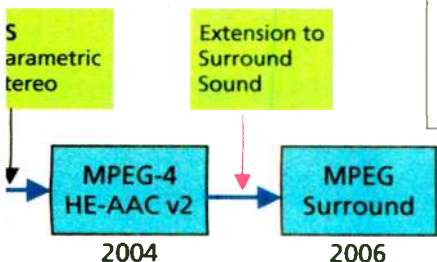 S
arametric
tereo
Extension to
Surround
Sound
MPEG-4
HE-AAC v2
MPEG
Surround
2004
2006